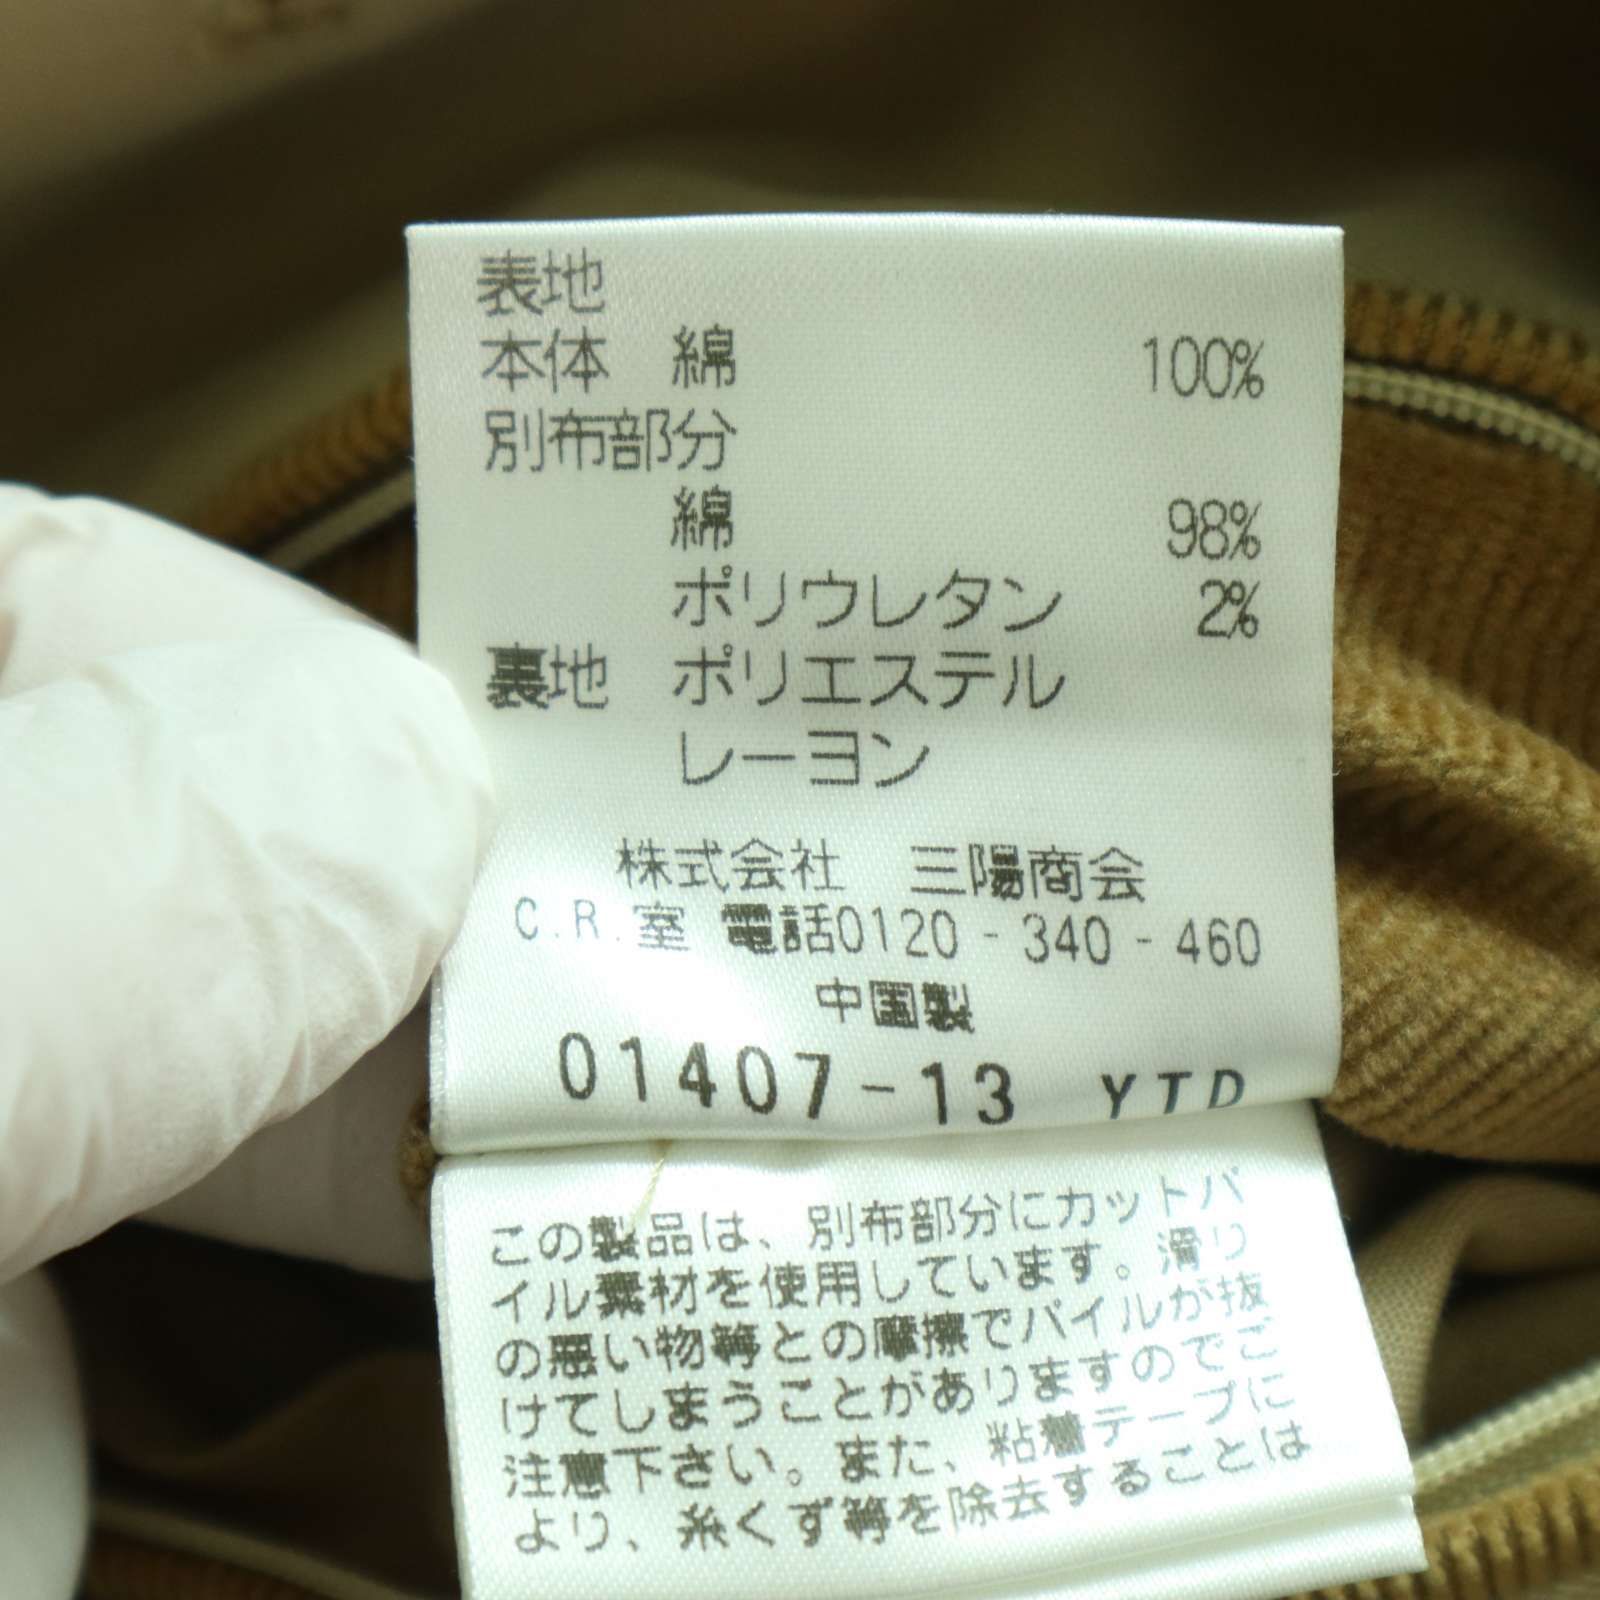 表地
本体 綿 100%
別布部分
綿 98%
ポリウレタン 2%
裏地 ポリエステル
レーヨン
株式会社 三陽商会
C.R.室 電話0120-340-460
中国製
01407-13 YTD
この製品は、別布部分にカットパ
イル素材を使用しています。滑り
の悪い物等との摩擦でパイルが抜
けてしまうことがありますのでご
注意下さい。また、粘着テープに
より、糸くず等を除去することは